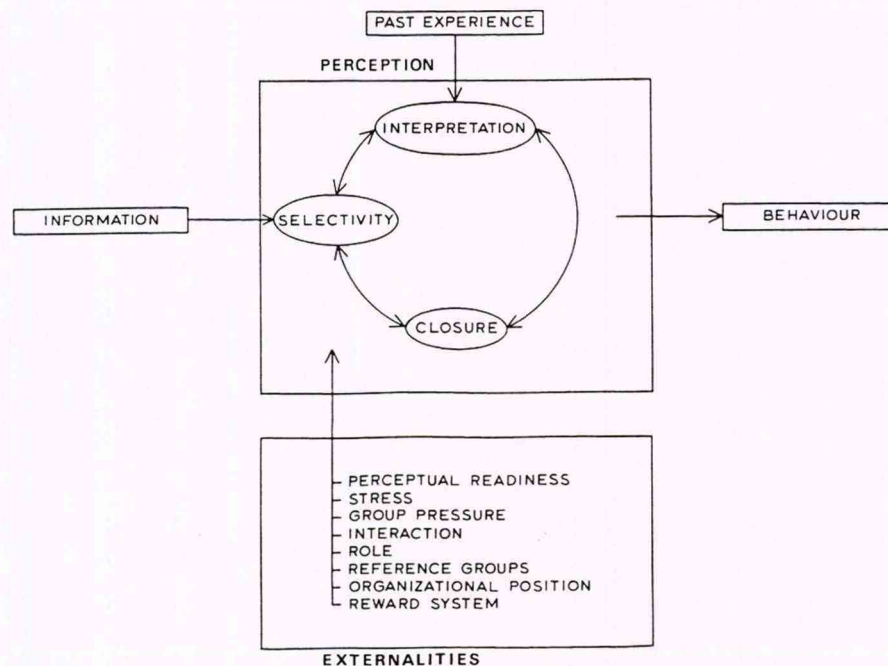 PAST EXPERIENCE
PERCEPTION
INTERPRETATION
INFORMATION
SELECTIVITY
BEHAVIOUR
CLOSURE
PERCEPTUAL READINESS
STRESS
GROUP PRESSURE
INTERACTION
ROLE
REFERENCE GROUPS
ORGANIZATIONAL POSITION
REWARD SYSTEM
EXTERNALITIES